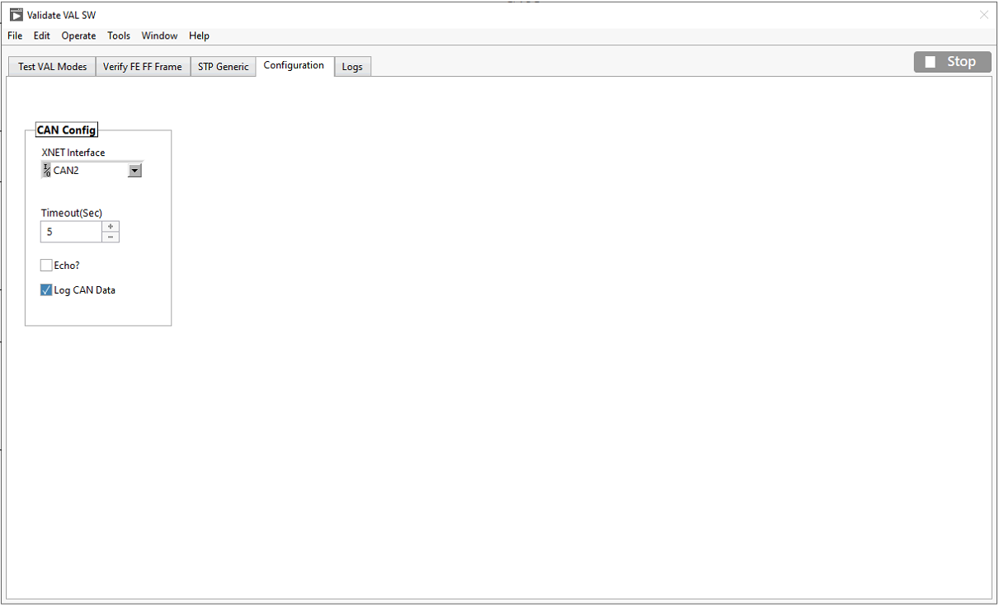 Validate VAL SW
File Edit Operate Tools Window Help
Test VAL Modes Verify FE FF Frame STP Generic Configuration Logs
Stop
CAN Config
XNET Interface
CAN2
Timeout(Sec)
5
Echo?
Log CAN Data